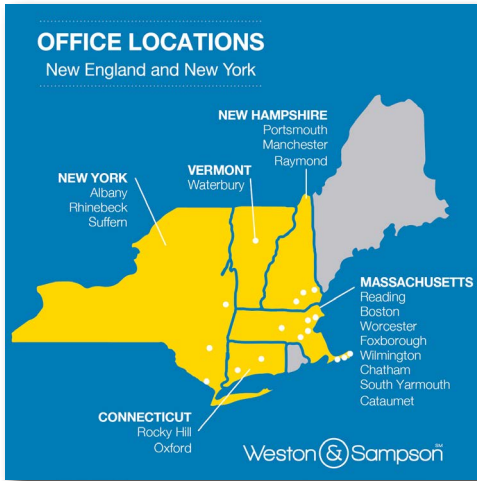 OFFICE LOCATIONS
New England and New York
NEW HAMPSHIRE
Portsmouth
Manchester
Raymond
VERMONT
Waterbury
NEW YORK
Albany
Rhinebeck
Suffern
MASSACHUSETTS
Reading
Boston
Worcester
Foxborough
Wilmington
Chatham
South Yarmouth
Cataumet
CONNECTICUT
Rocky Hill
Oxford
Weston & Sampson℠